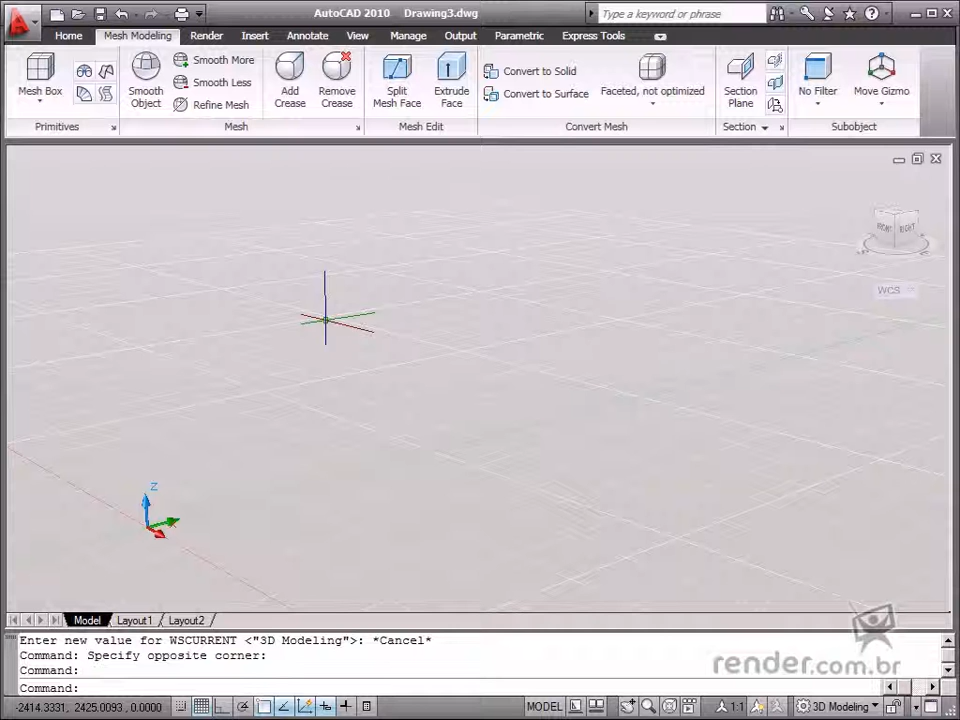 AutoCAD 2010 Drawing3.dwg
Type a keyword or phrase
Home Mesh Modeling Render Insert Annotate View Manage Output Parametric Express Tools
Mesh Box
Smooth Object
Smooth More
Smooth Less
Refine Mesh
Add Crease
Remove Crease
Split Mesh Face
Extrude Face
Convert to Solid
Convert to Surface
Faceted, not optimized
Section Plane
No Filter
Move Gizmo
Primitives Mesh Mesh Edit Convert Mesh Section Subobject
FRONT RIGHT
WCS
Z
Model Layout1 Layout2
Enter new value for WSCURRENT <"3D Modeling">: *Cancel*
Command: Specify opposite corner:
Command:
Command:
render.com.br
-2414.3331, 2425.0093, 0.0000 MODEL 1:1 3D Modeling